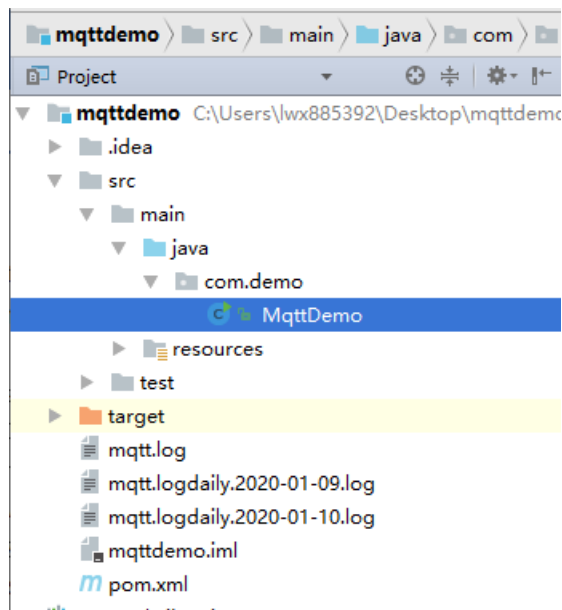 mqttdemo src main java com
Project
mqttdemo C:\Users\lwx885392\Desktop\mqttdemo
.idea
src
main
java
com.demo
MqttDemo
resources
test
target
mqtt.log
mqtt.logdaily.2020-01-09.log
mqtt.logdaily.2020-01-10.log
mqttdemo.iml
pom.xml